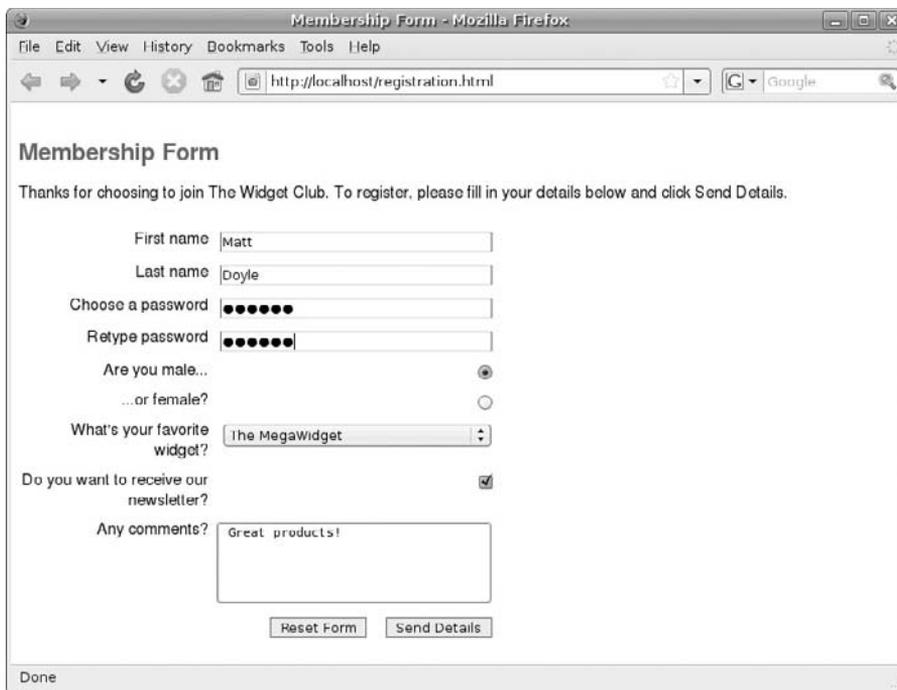 Membership Form - Mozilla Firefox
File Edit View History Bookmarks Tools Help
http://localhost/registration.html
G Google
Membership Form
Thanks for choosing to join The Widget Club. To register, please fill in your details below and click Send Details.
First name Matt
Last name Doyle
Choose a password ●●●●●●
Retype password ●●●●●●
Are you male...
...or female?
What's your favorite
widget?
The MegaWidget
Do you want to receive our
newsletter?
Any comments? Great products!
Reset Form Send Details
Done